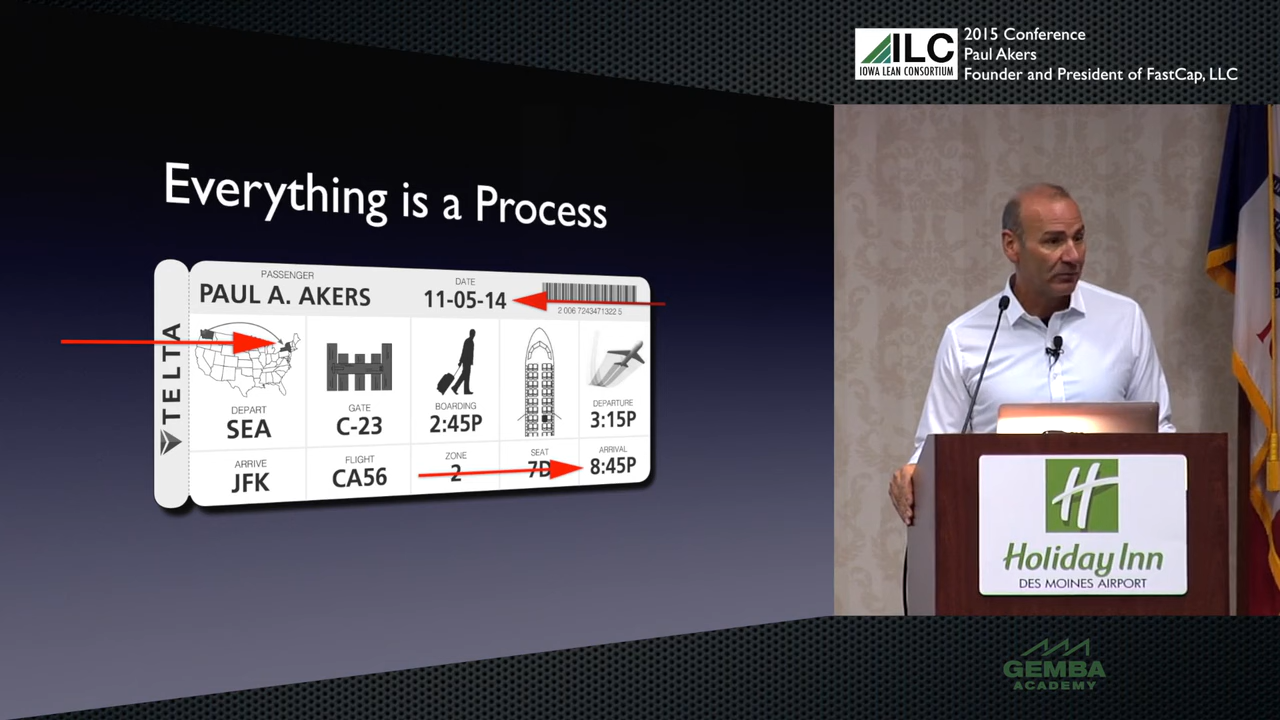 ILC
IOWA LEAN CONSORTIUM
2015 Conference
Paul Akers
Founder and President of FastCap, LLC
Everything is a Process
PASSENGER
PAUL A. AKERS
DATE
11-05-14
2 006 7243471322 5
TELTA
DEPART
SEA
GATE
C-23
BOARDING
2:45P
DEPARTURE
3:15P
ARRIVE
JFK
FLIGHT
CA56
ZONE
2
SEAT
7D
ARRIVAL
8:45P
H
Holiday Inn
DES MOINES AIRPORT
GEMBA
ACADEMY